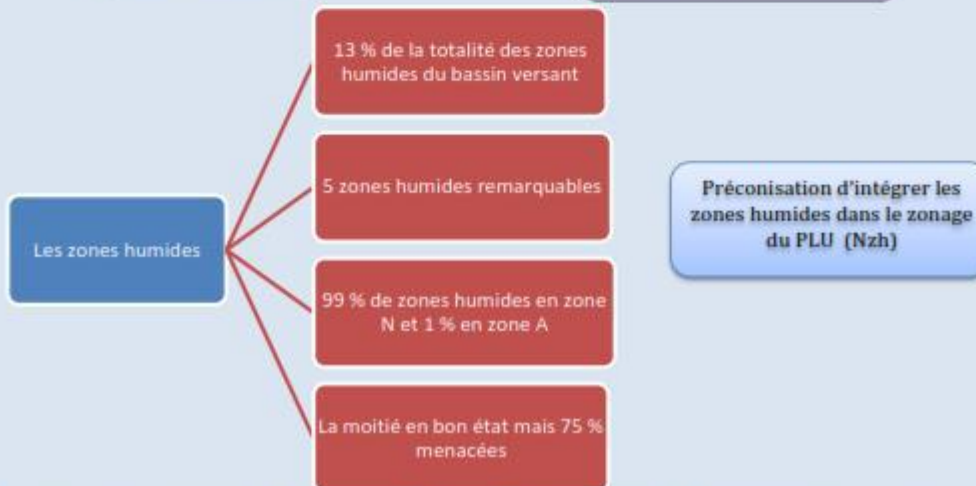 13 % de la totalité des zones
humides du bassin versant
5 zones humides remarquables
Préconisation d'intégrer les
zones humides dans le zonage
du PLU (Nzh)
Les zones humides
99 % de zones humides en zone
N et 1 % en zone A
La moitié en bon état mais 75 %
menacées